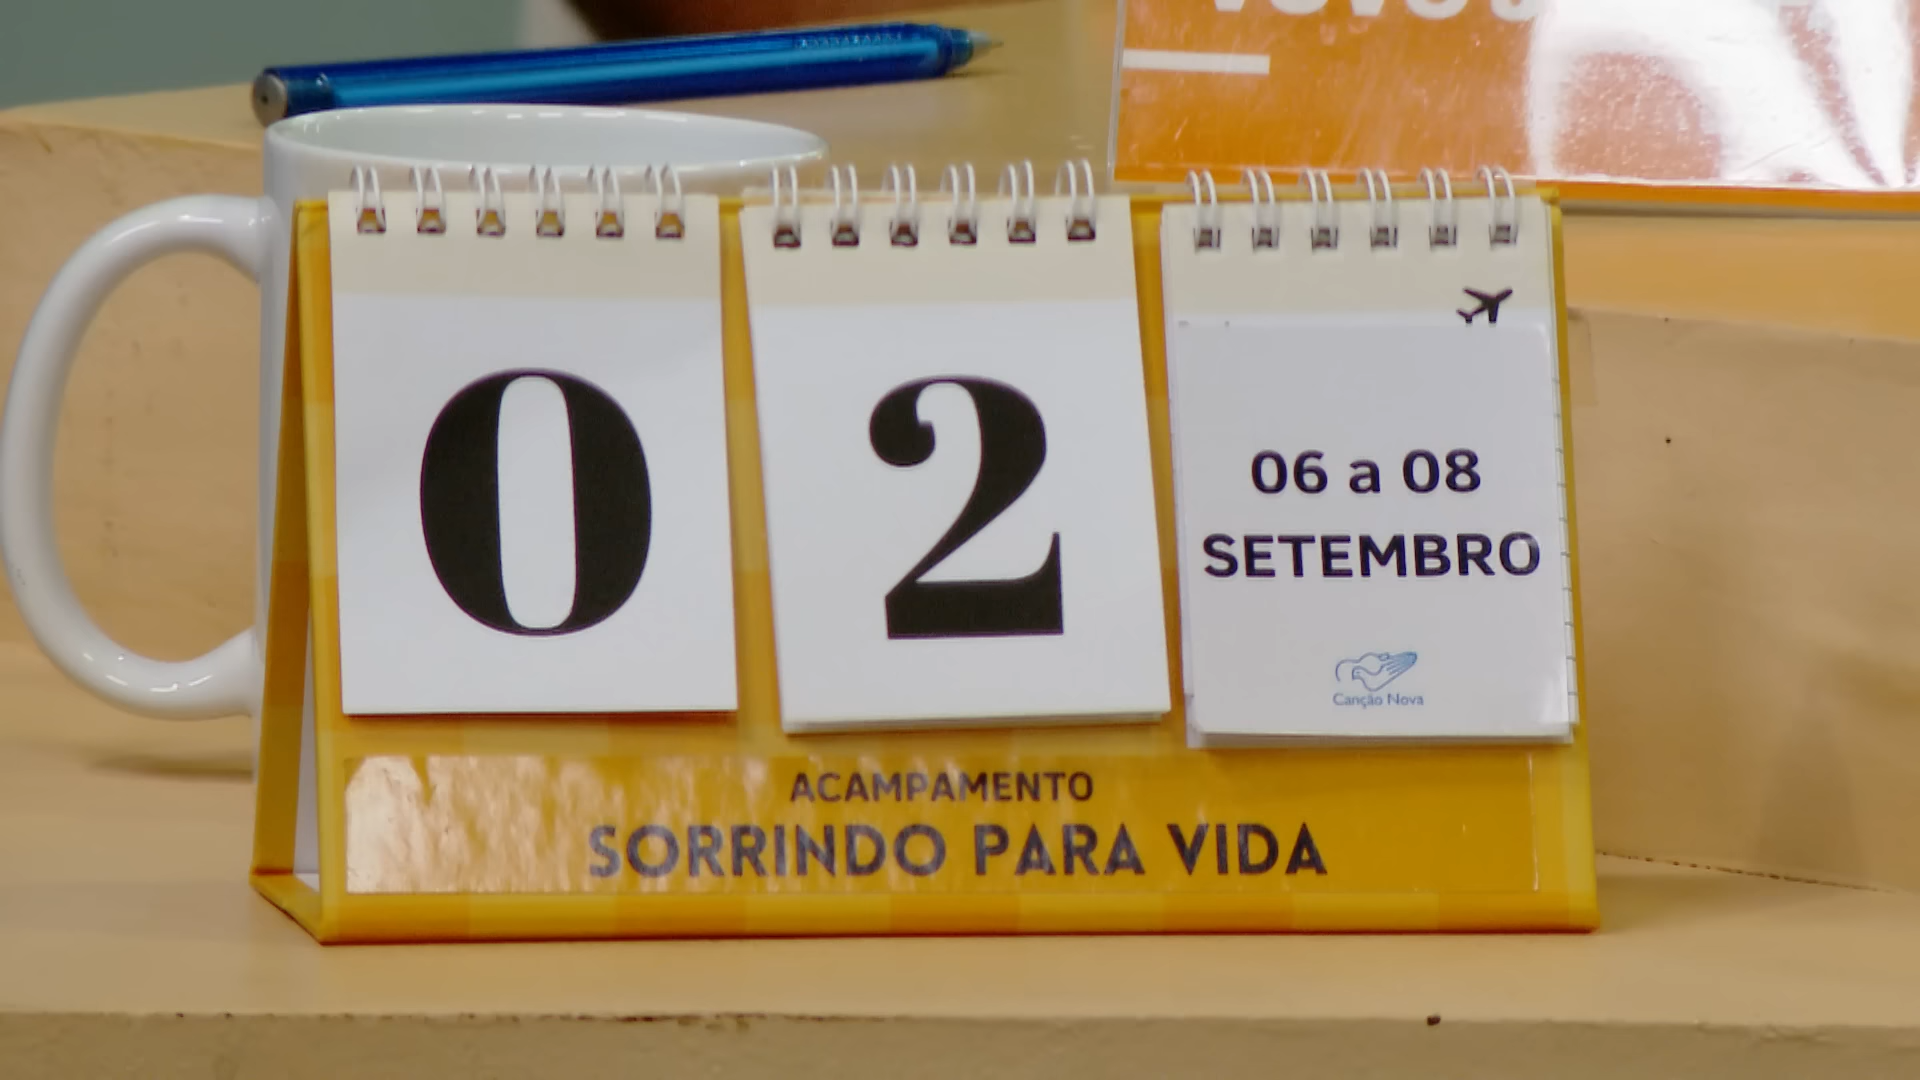 0
2
06 a 08
SETEMBRO
Canção Nova
ACAMPAMENTO
SORRINDO PARA VIDA